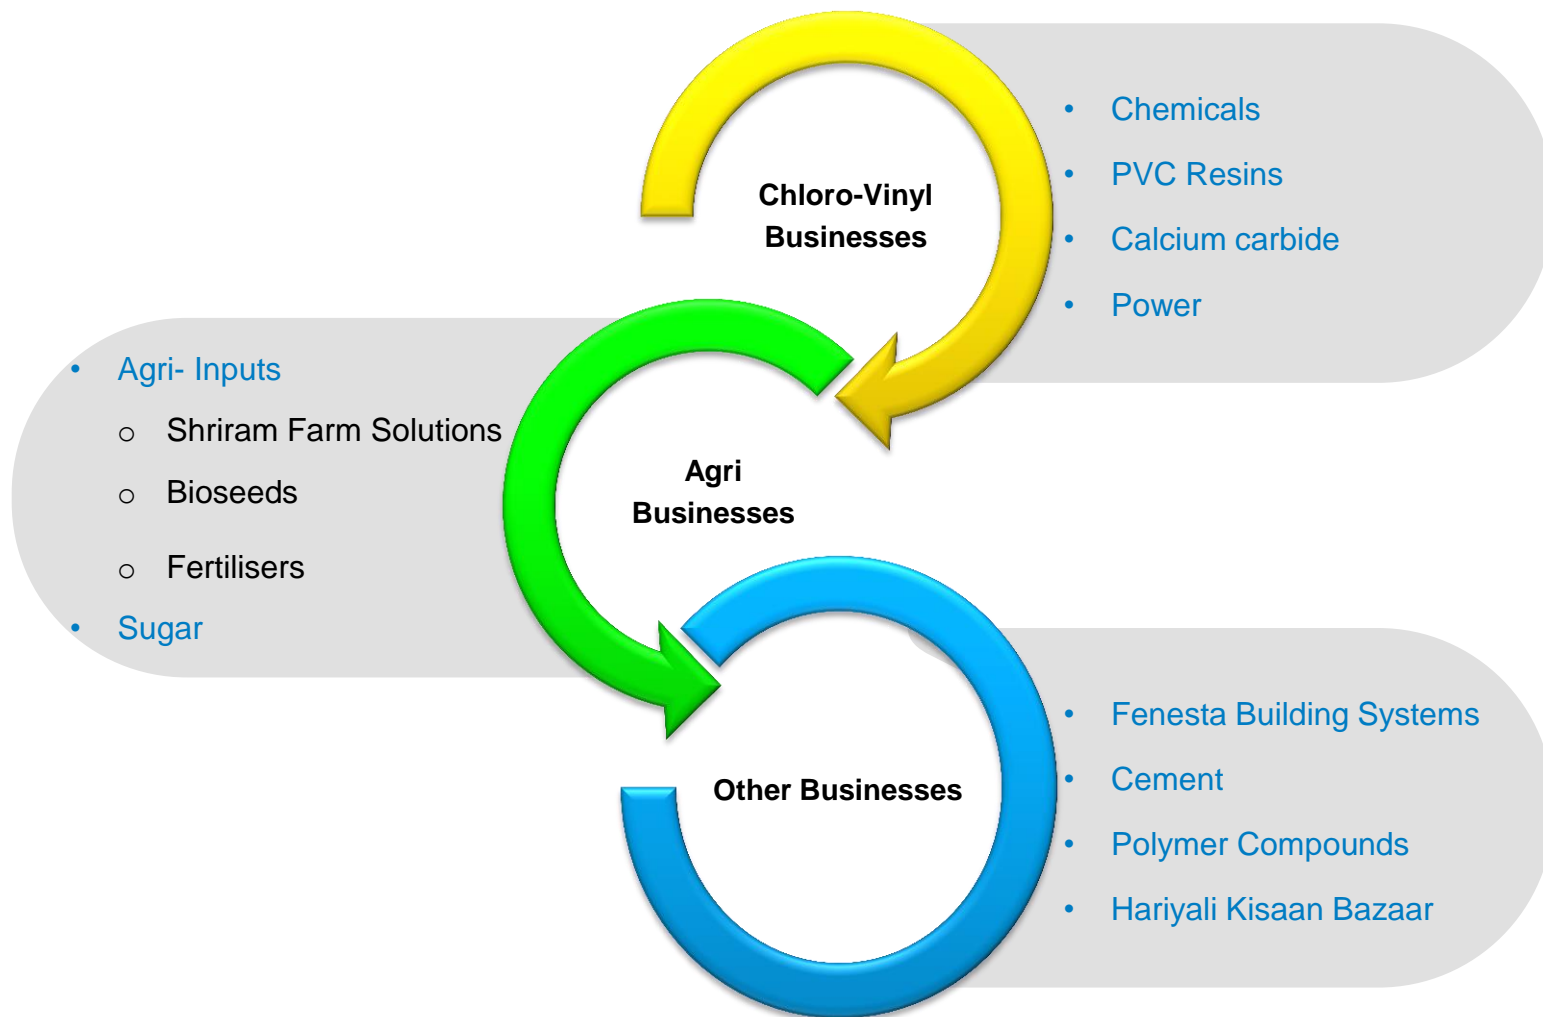 Chloro-Vinyl
Businesses
• Chemicals
• PVC Resins
• Calcium carbide
• Power
Agri
Businesses
• Agri- Inputs
o Shriram Farm Solutions
o Bioseeds
o Fertilisers
• Sugar
Other Businesses
• Fenesta Building Systems
• Cement
• Polymer Compounds
• Hariyali Kisaan Bazaar